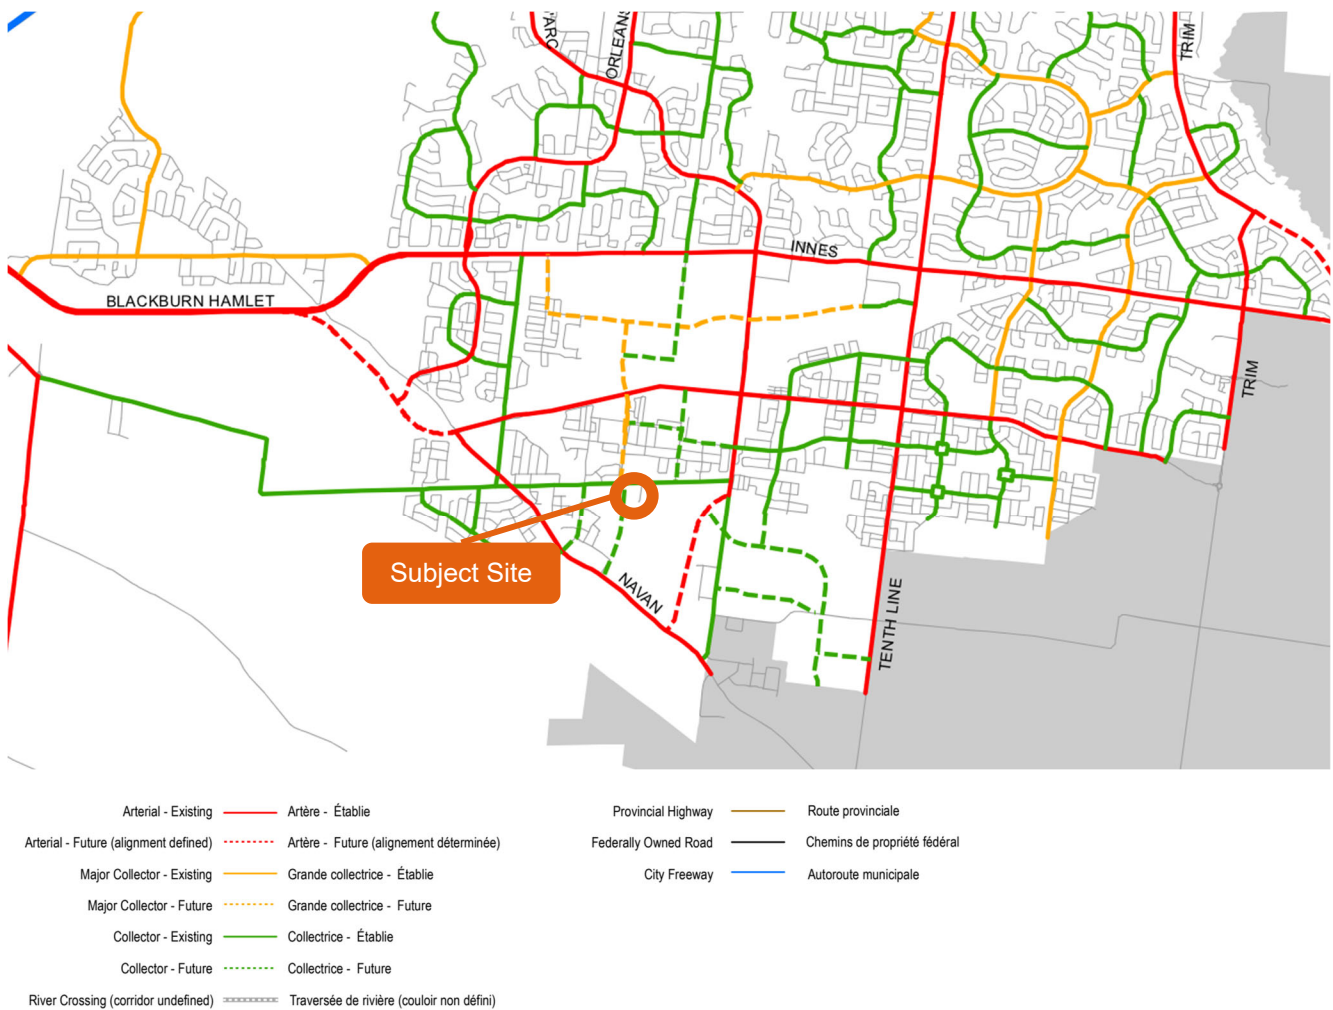 ARC
ORLEANS
TRIM
INNES
BLACKBURN HAMLET
TRIM
Subject Site
NAVAN
TENTH LINE
Arterial - Existing Artère - Établie
Provincial Highway Route provinciale
Arterial - Future (alignment defined) Artère - Future (alignement déterminée)
Federally Owned Road Chemins de propriété fédéral
Major Collector - Existing Grande collectrice - Établie
City Freeway Autoroute municipale
Major Collector - Future Grande collectrice - Future
Collector - Existing Collectrice - Établie
Collector - Future Collectrice - Future
River Crossing (corridor undefined) Traversée de rivière (couloir non défini)